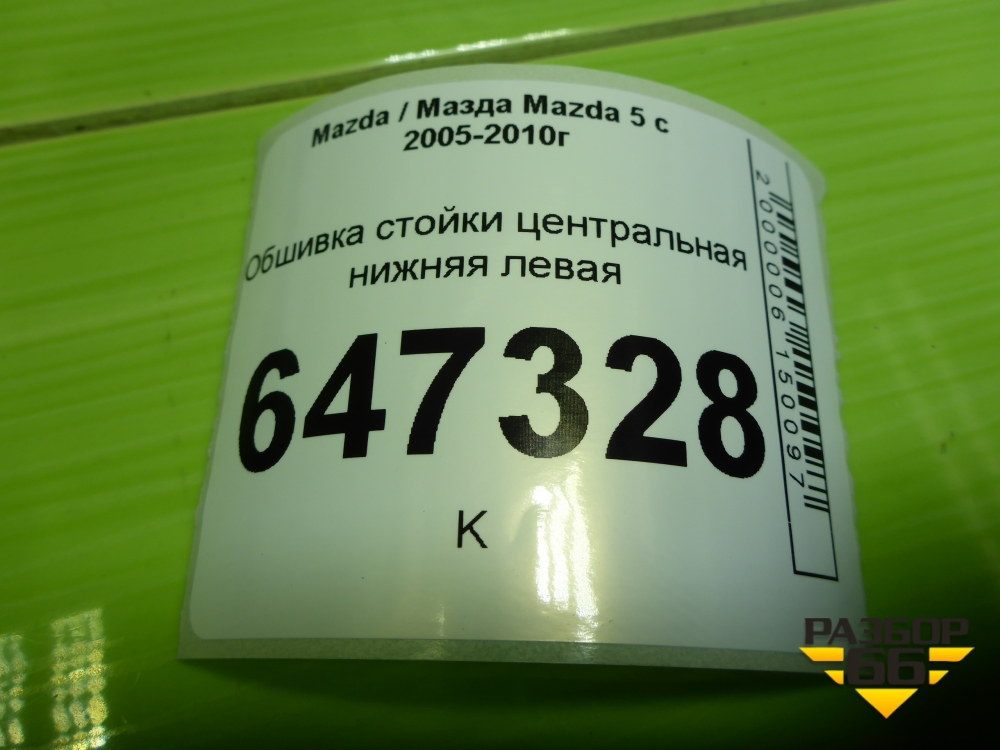 Mazda / Мазда Mazda 5 с
2005-2010г
Обшивка стойки центральная
нижняя левая
647328
К
2000006150097
РАЗБОР
66